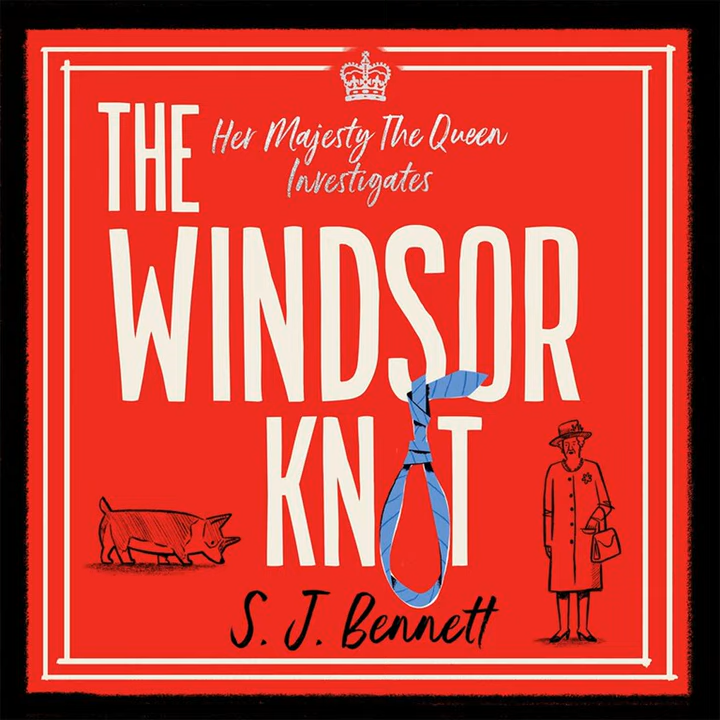 THE
Her Majesty The Queen
Investigates
WINDSOR
KNOT
S. J. Bennett